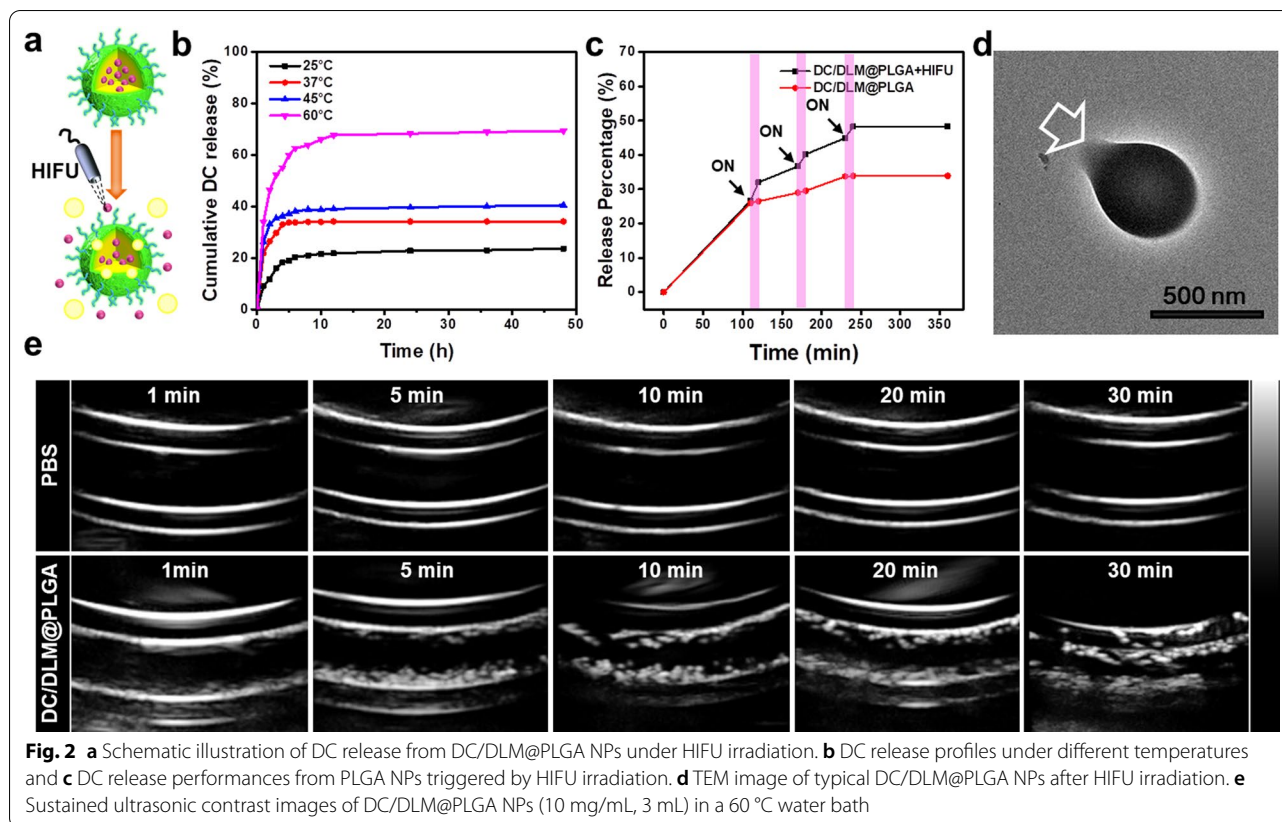 a
HIFU
b
Cumulative DC release (%)
100
80
60
40
20
0
25°C
37°C
45°C
60°C
0 10 20 30 40 50
Time (h)
c
Release Percentage (%)
70
60
50
40
30
20
10
0
DC/DLM@PLGA+HIFU
DC/DLM@PLGA
ON
ON
ON
0 50 100 150 200 250 300 350
Time (min)
d
500 nm
e
PBS
1 min 5 min 10 min 20 min 30 min
DC/DLM@PLGA
1min 5 min 10 min 20 min 30 min
Fig. 2 a Schematic illustration of DC release from DC/DLM@PLGA NPs under HIFU irradiation. b DC release profiles under different temperatures
and c DC release performances from PLGA NPs triggered by HIFU irradiation. d TEM image of typical DC/DLM@PLGA NPs after HIFU irradiation. e
Sustained ultrasonic contrast images of DC/DLM@PLGA NPs (10 mg/mL, 3 mL) in a 60 °C water bath